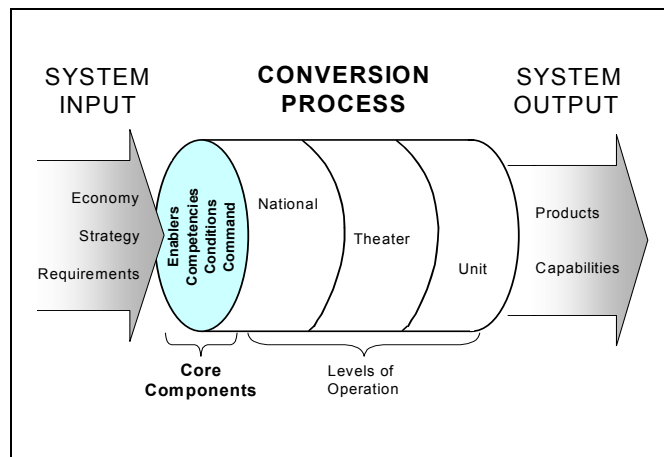 SYSTEM
INPUT
CONVERSION
PROCESS
SYSTEM
OUTPUT
Economy
Strategy
Requirements
Enablers
Competencies
Conditions
Command
National
Theater
Unit
Products
Capabilities
Core
Components
Levels of
Operation